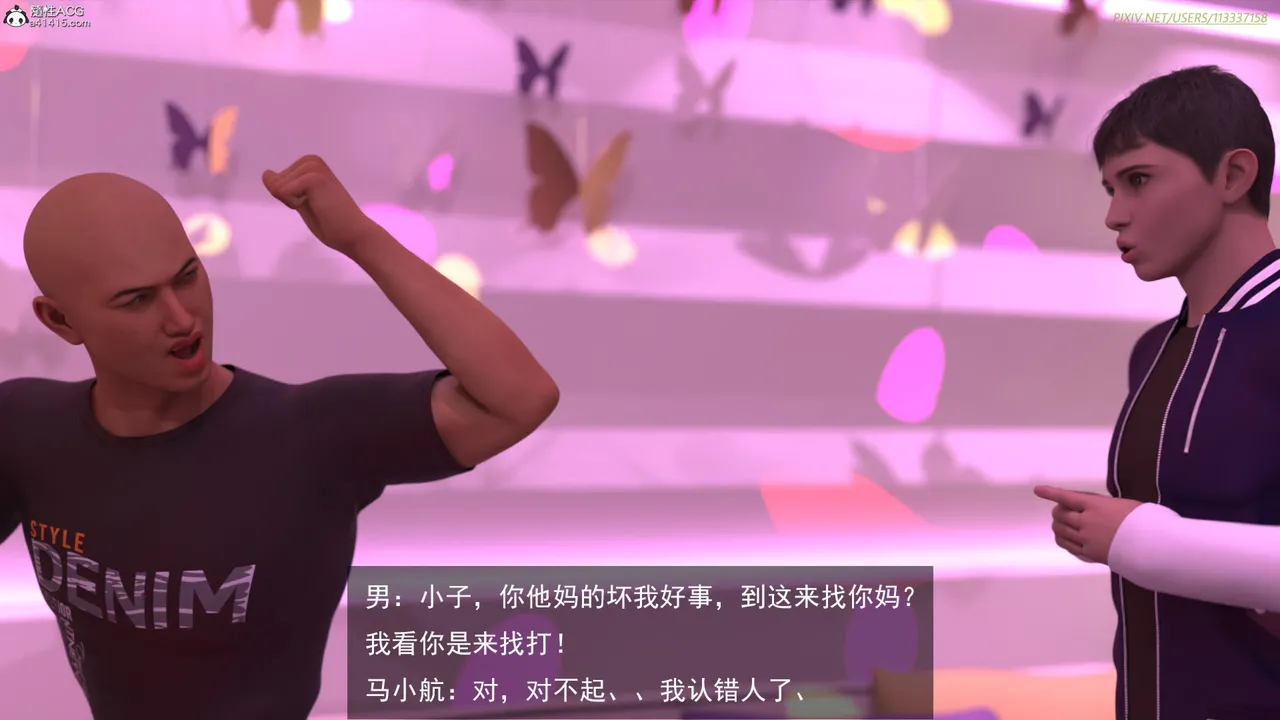 瀦性ACG
a41415.com
PIXIV.NET/USERS/113337158
STYLE
DENIM
男：小子，你他妈的坏我好事，到这来找你妈？
我看你是来找打！
马小航：对，对不起、、我认错人了、